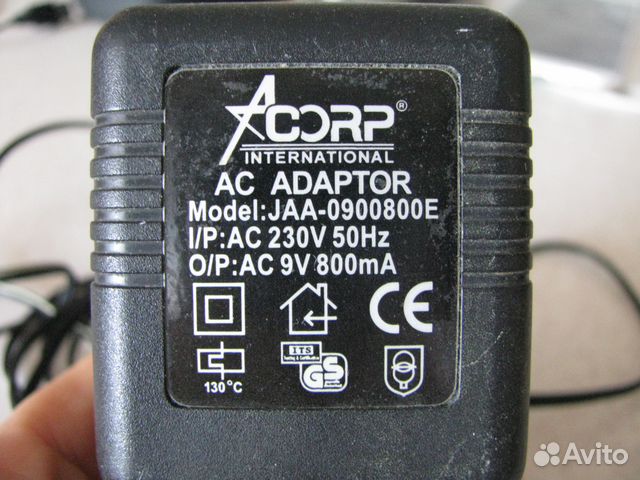 ACORP®
INTERNATIONAL
AC ADAPTOR
Model:JAA-0900800E
I/P:AC 230V 50Hz
O/P:AC 9V 800mA
CE
130°C
ITS
GS
Avito